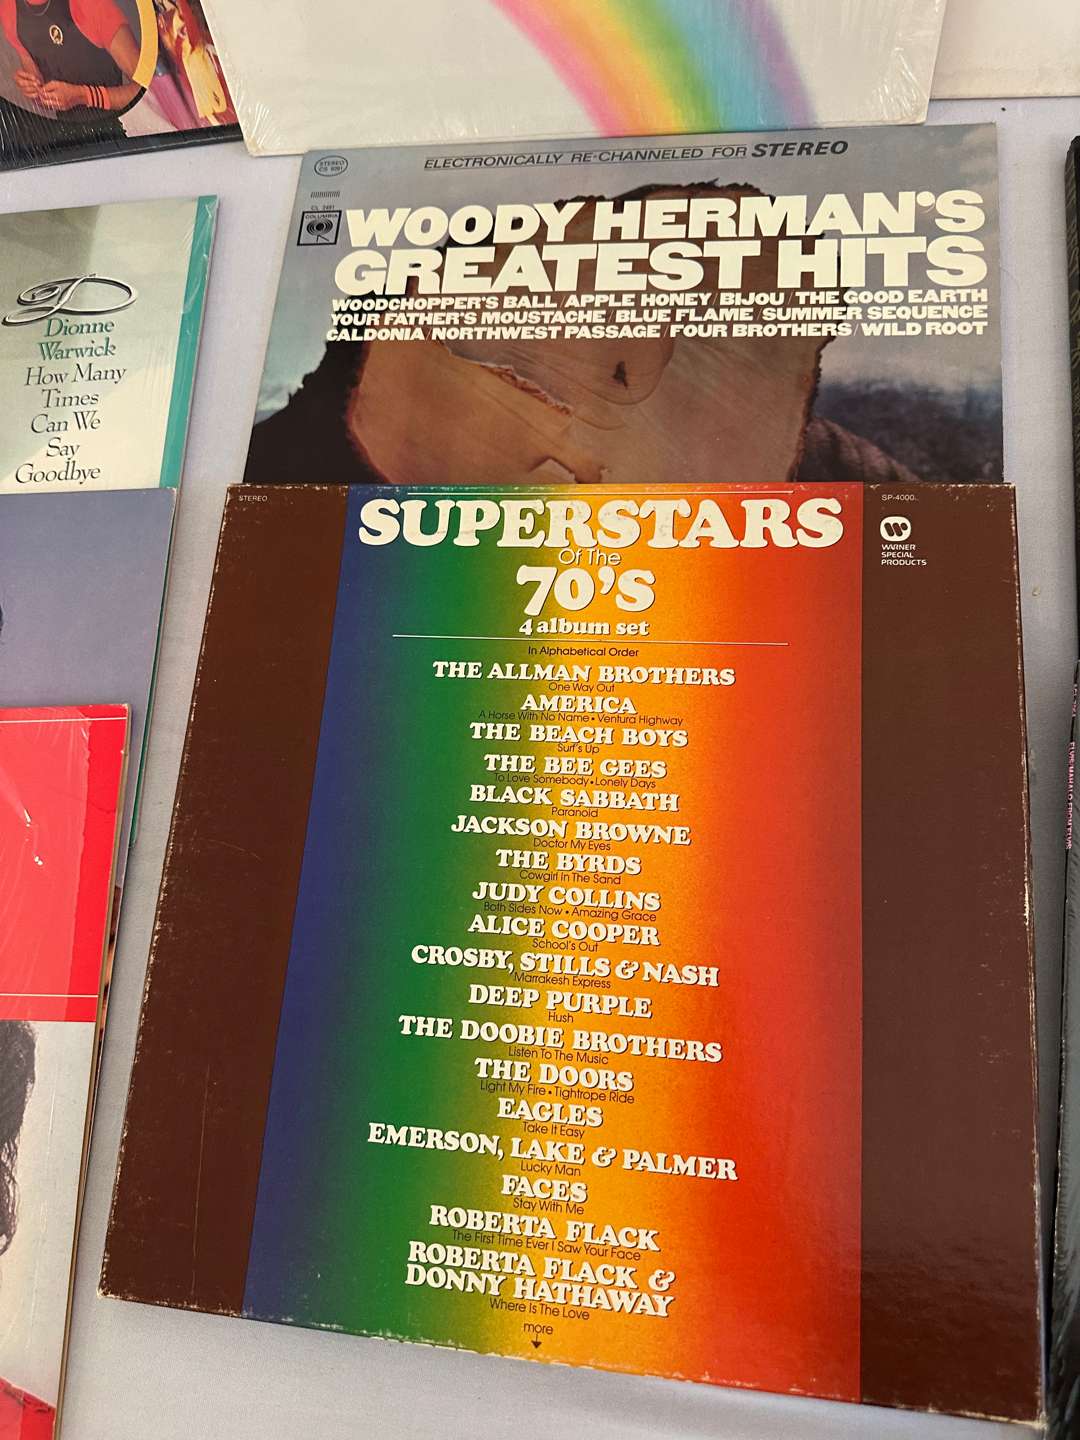 ELECTRONICALLY RE-CHANNELED FOR STEREO
STEREO
CS 9291
CL 2491
COLUMBIA
WOODY HERMAN'S
GREATEST HITS
WOODCHOPPER'S BALL / APPLE HONEY / BIJOU / THE GOOD EARTH
YOUR FATHER'S MOUSTACHE / BLUE FLAME / SUMMER SEQUENCE
CALDONIA / NORTHWEST PASSAGE / FOUR BROTHERS / WILD ROOT
D
Dionne
Warwick
How Many
Times
Can We
Say
Goodbye
STEREO
SP-4000
WARNER
SPECIAL
PRODUCTS
SUPERSTARS
Of The
70'S
4 album set
In Alphabetical Order
THE ALLMAN BROTHERS
One Way Out
AMERICA
A Horse With No Name • Ventura Highway
THE BEACH BOYS
Surf's Up
THE BEE GEES
To Love Somebody • Lonely Days
BLACK SABBATH
Paranoid
JACKSON BROWNE
Doctor My Eyes
THE BYRDS
Cowgirl In The Sand
JUDY COLLINS
Both Sides Now • Amazing Grace
ALICE COOPER
School's Out
CROSBY, STILLS & NASH
Marrakesh Express
DEEP PURPLE
Hush
THE DOOBIE BROTHERS
Listen To The Music
THE DOORS
Light My Fire • Tightrope Ride
EAGLES
Take It Easy
EMERSON, LAKE & PALMER
Lucky Man
FACES
Stay With Me
ROBERTA FLACK
The First Time Ever I Saw Your Face
ROBERTA FLACK &
DONNY HATHAWAY
Where Is The Love
more